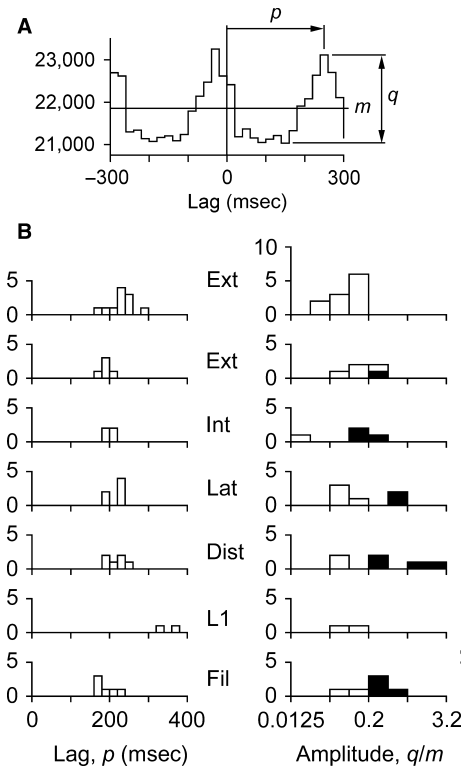 A
p
23,000
22,000
21,000
m
q
−300 0 300
Lag (msec)
B
10
5 Ext 5
0 0
5 Ext 5
0 0
5 Int 5
0 0
5 Lat 5
0 0
5 Dist 5
0 0
5 L1 5
0 0
5 Fil 5
0 0
0 200 400 0.0125 0.2 3.2
Lag, p (msec) Amplitude, q/m